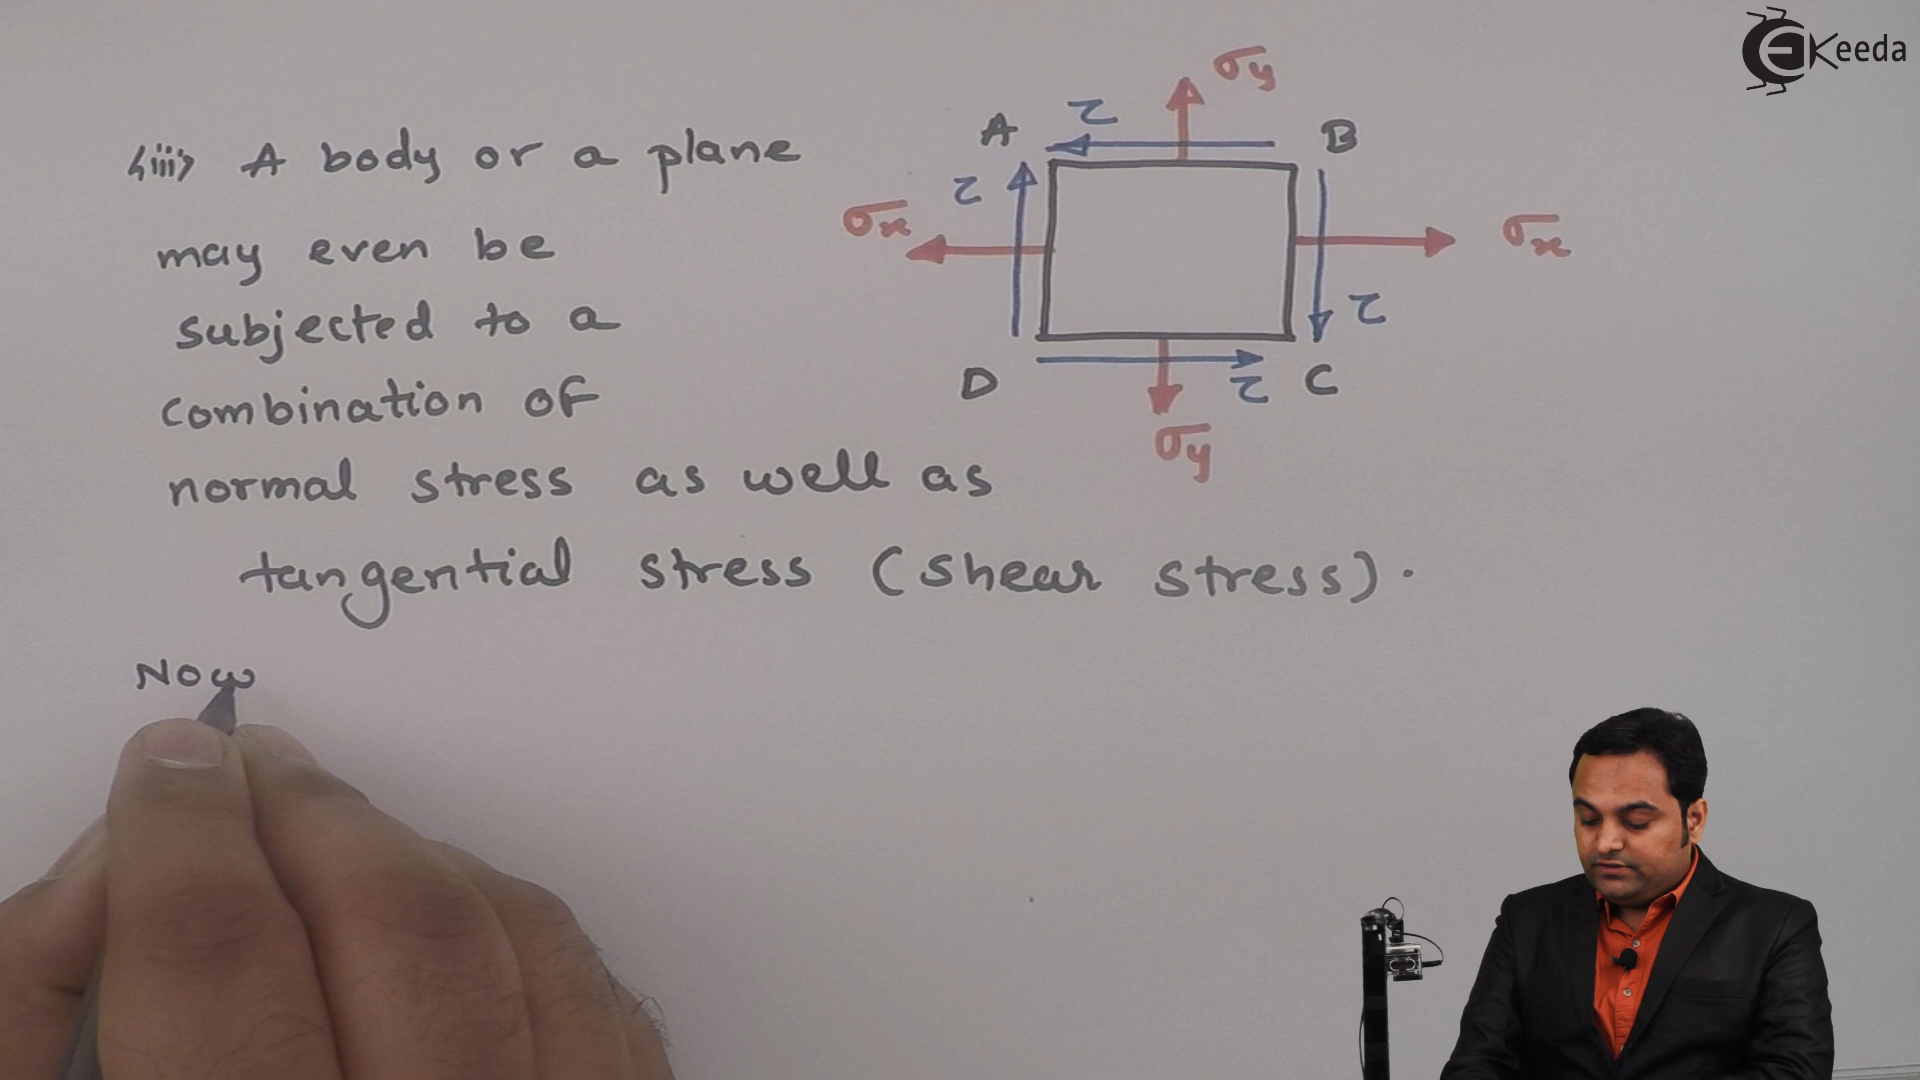 Keeda
(iii) A body or a plane
may even be
subjected to a
combination of
normal stress as well as
tangential stress (shear stress).
Now
σy
A τ B
τ
σx σx
τ
D τ C
σy